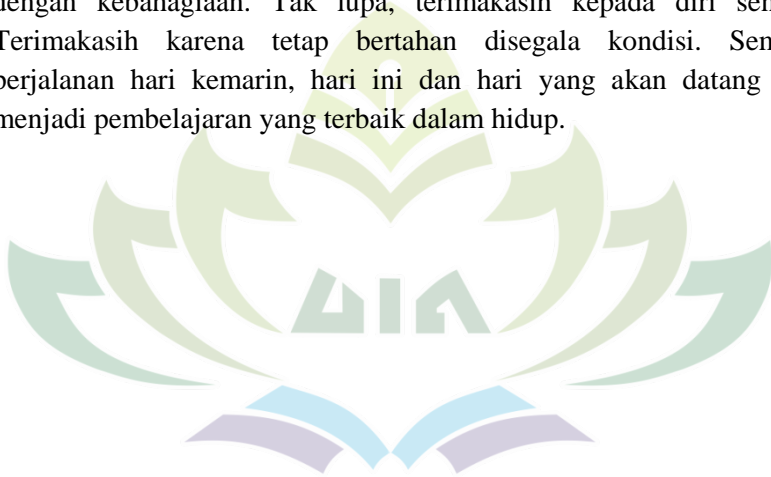 dengan kebahagiaan. Tak lupa, terimakasih kepada diri
Terimakasih karena tetap bertahan disegala kondisi.
perjalanan hari kemarin, hari ini dan hari yang akan datang
menjadi pembelajaran yang terbaik dalam hidup.
UIN